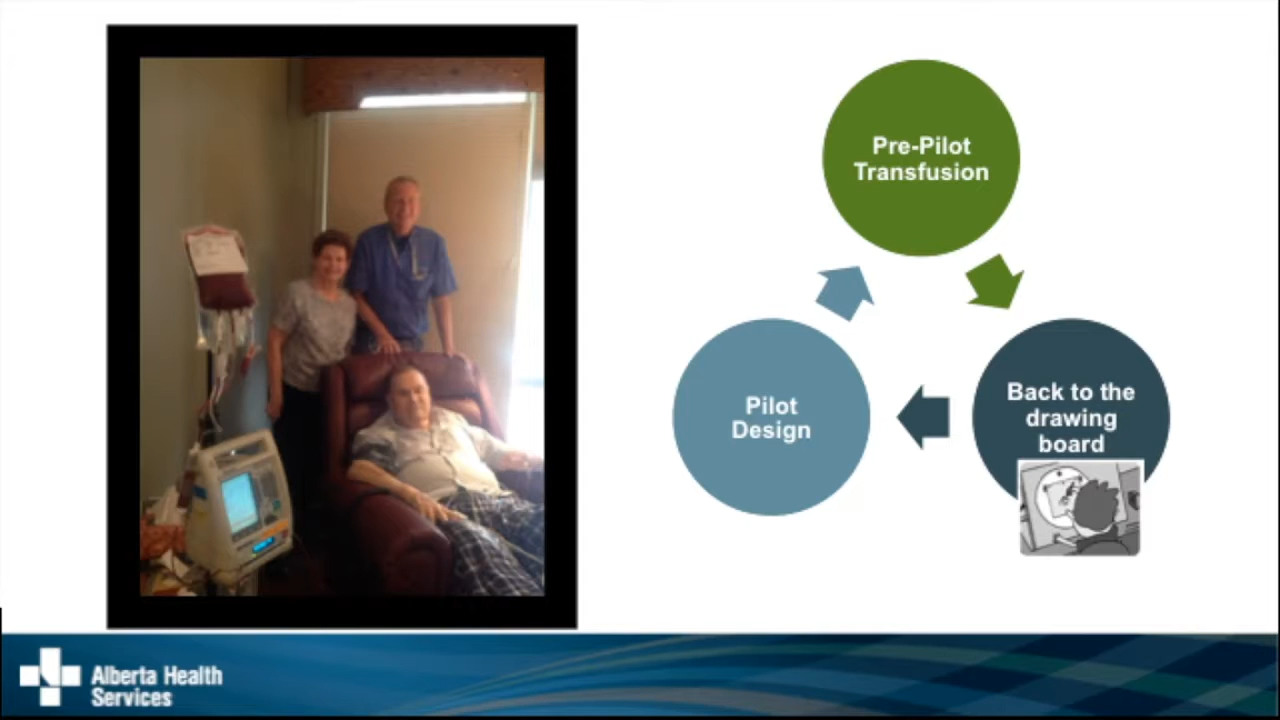 Pre-Pilot
Transfusion
Back to the
drawing
board
Pilot
Design
Alberta Health
Services